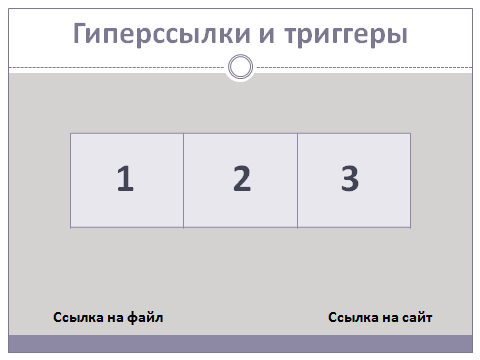 Гиперссылки и триггеры
1 2 3
Ссылка на файл Ссылка на сайт